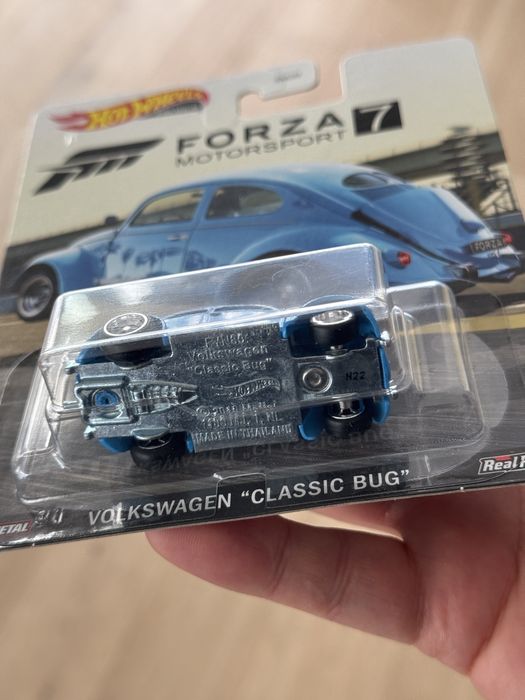 HOT WHEELS
FORZA 7
MOTORSPORT
FORZA
Volkswagen
"Classic Bug"
HOT WHEELS
N22
MADE IN THAILAND
Real R
METAL
VOLKSWAGEN "CLASSIC BUG"